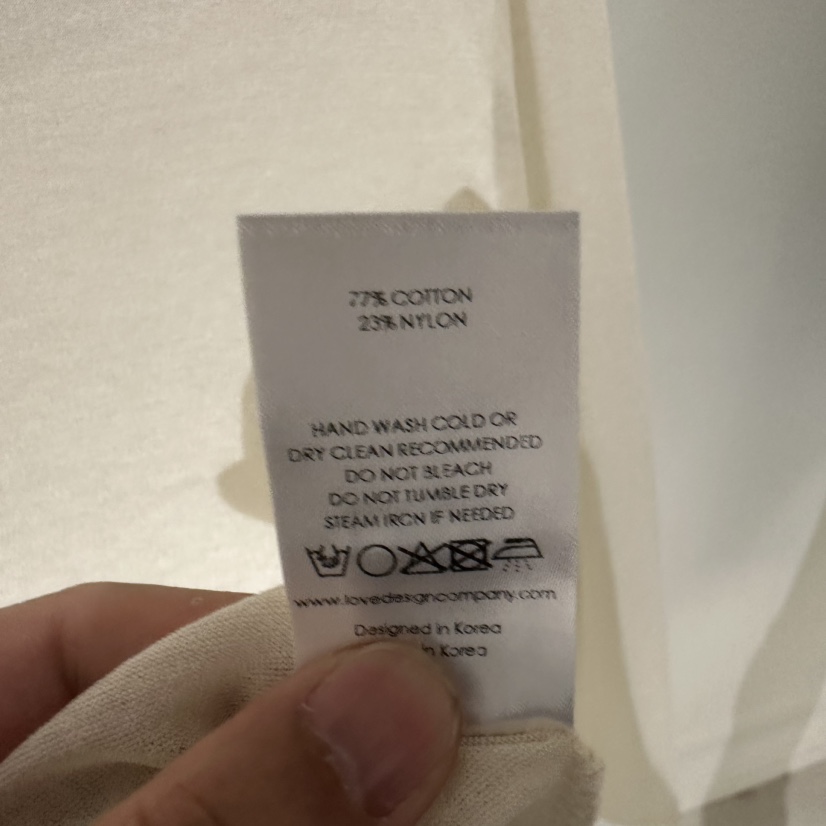 77% COTTON
23% NYLON
HAND WASH COLD OR
DRY CLEAN RECOMMENDED
DO NOT BLEACH
DO NOT TUMBLE DRY
STEAM IRON IF NEEDED
www.lovedesigncompany.com
Designed in Korea
in Korea